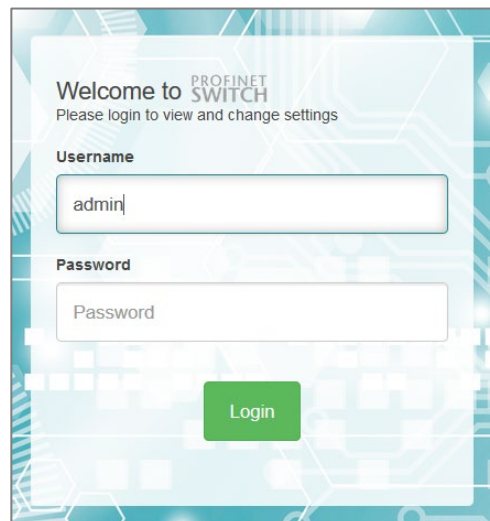 Welcome to PROFINET SWITCH
Please login to view and change settings
Username
admin
Password
Password
Login